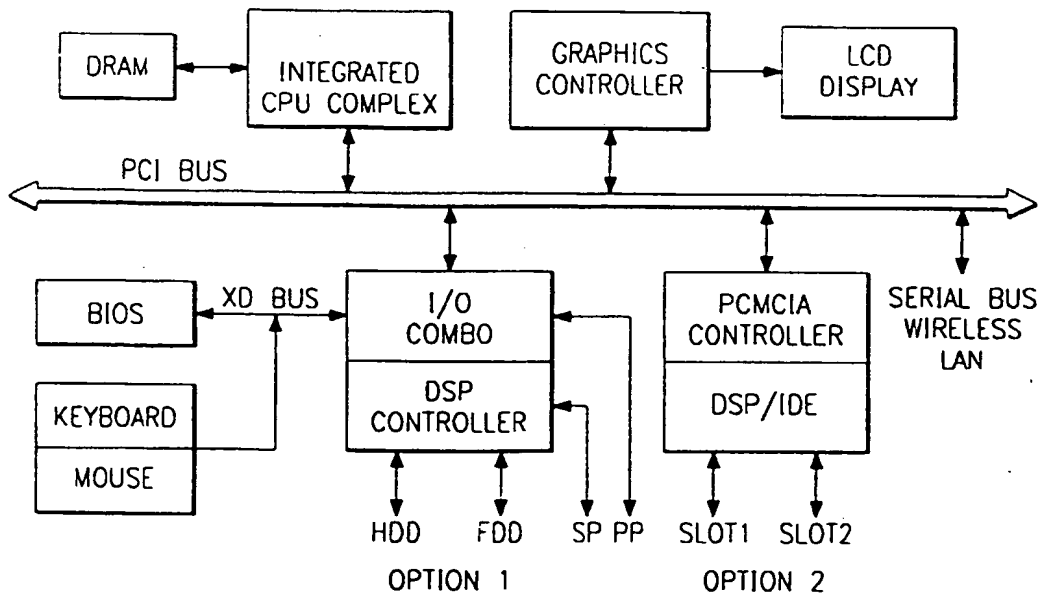 DRAM
INTEGRATED
CPU COMPLEX
GRAPHICS
CONTROLLER
LCD
DISPLAY
PCI BUS
BIOS
XD BUS
I/O
COMBO
DSP
CONTROLLER
KEYBOARD
MOUSE
PCMCIA
CONTROLLER
DSP/IDE
SERIAL BUS
WIRELESS
LAN
HDD
FDD
SP
PP
SLOT1
SLOT2
OPTION 1
OPTION 2